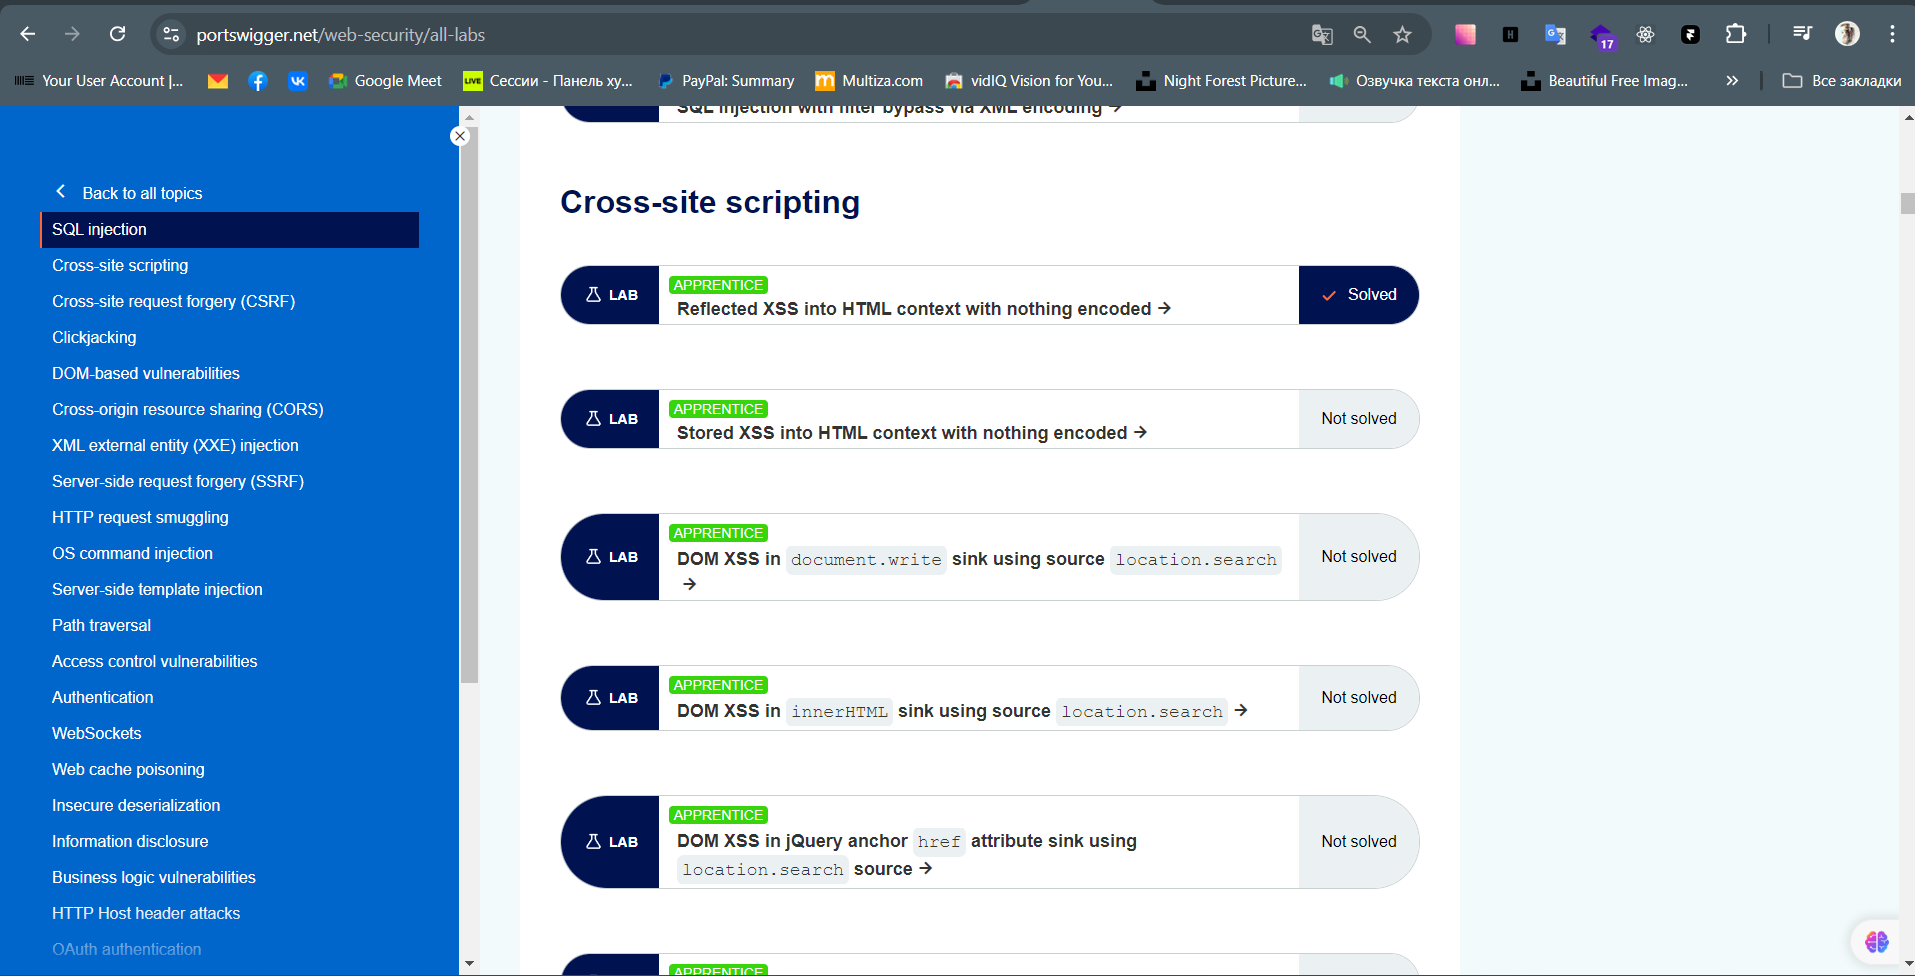 portswigger.net/web-security/all-labs
17
Your User Account |...
Google Meet
LIVE
Сессии - Панель ху...
PayPal: Summary
Multiza.com
vidIQ Vision for You...
Night Forest Picture...
Озвучка текста онл...
Beautiful Free Imag...
»
Все закладки
Back to all topics
SQL injection
Cross-site scripting
Cross-site request forgery (CSRF)
Clickjacking
DOM-based vulnerabilities
Cross-origin resource sharing (CORS)
XML external entity (XXE) injection
Server-side request forgery (SSRF)
HTTP request smuggling
OS command injection
Server-side template injection
Path traversal
Access control vulnerabilities
Authentication
WebSockets
Web cache poisoning
Insecure deserialization
Information disclosure
Business logic vulnerabilities
HTTP Host header attacks
OAuth authentication
SQL injection with filter bypass via XML encoding →
Cross-site scripting
LAB
APPRENTICE
Reflected XSS into HTML context with nothing encoded →
Solved
LAB
APPRENTICE
Stored XSS into HTML context with nothing encoded →
Not solved
LAB
APPRENTICE
DOM XSS in document.write sink using source location.search
→
Not solved
LAB
APPRENTICE
DOM XSS in innerHTML sink using source location.search →
Not solved
LAB
APPRENTICE
DOM XSS in jQuery anchor href attribute sink using
location.search source →
Not solved
APPRENTICE